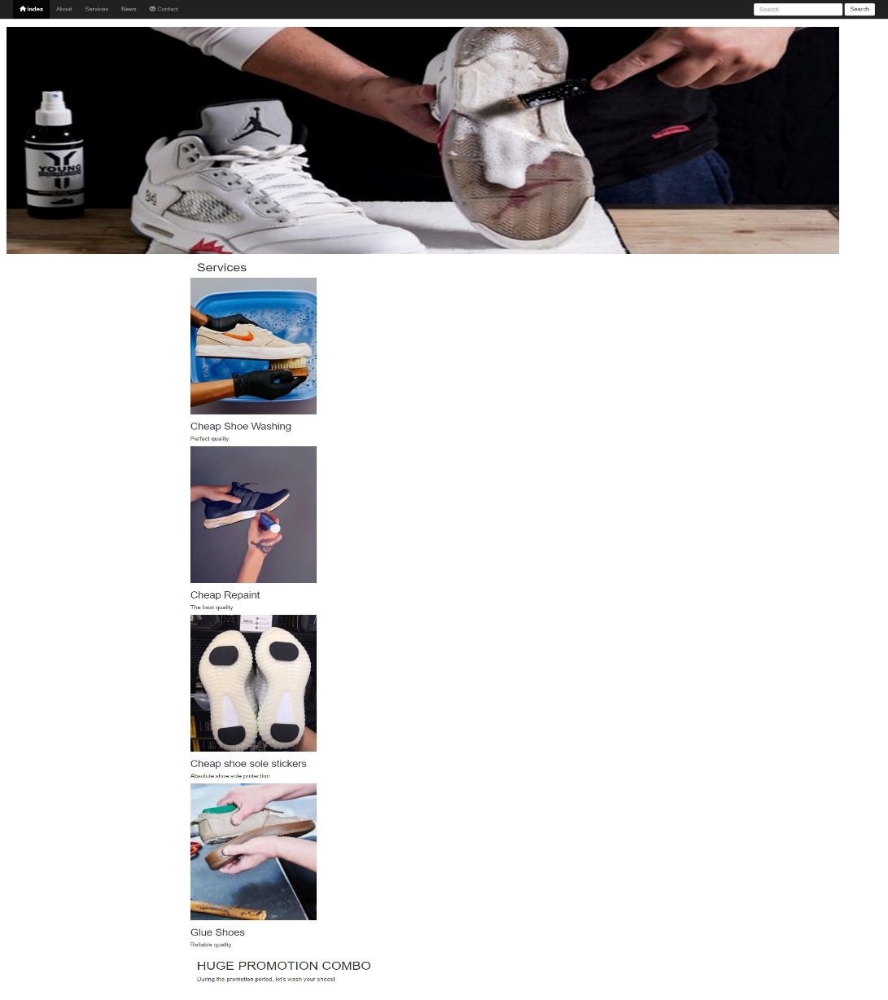 index About Services News Contact Search Search
YOUNG
94
Services
Cheap Shoe Washing
Perfect quality
Cheap Repaint
The best quality
Cheap shoe sole stickers
Absolute shoe sole protection
Glue Shoes
Reliable quality
HUGE PROMOTION COMBO
During the promotion period, let's wash your shoes!